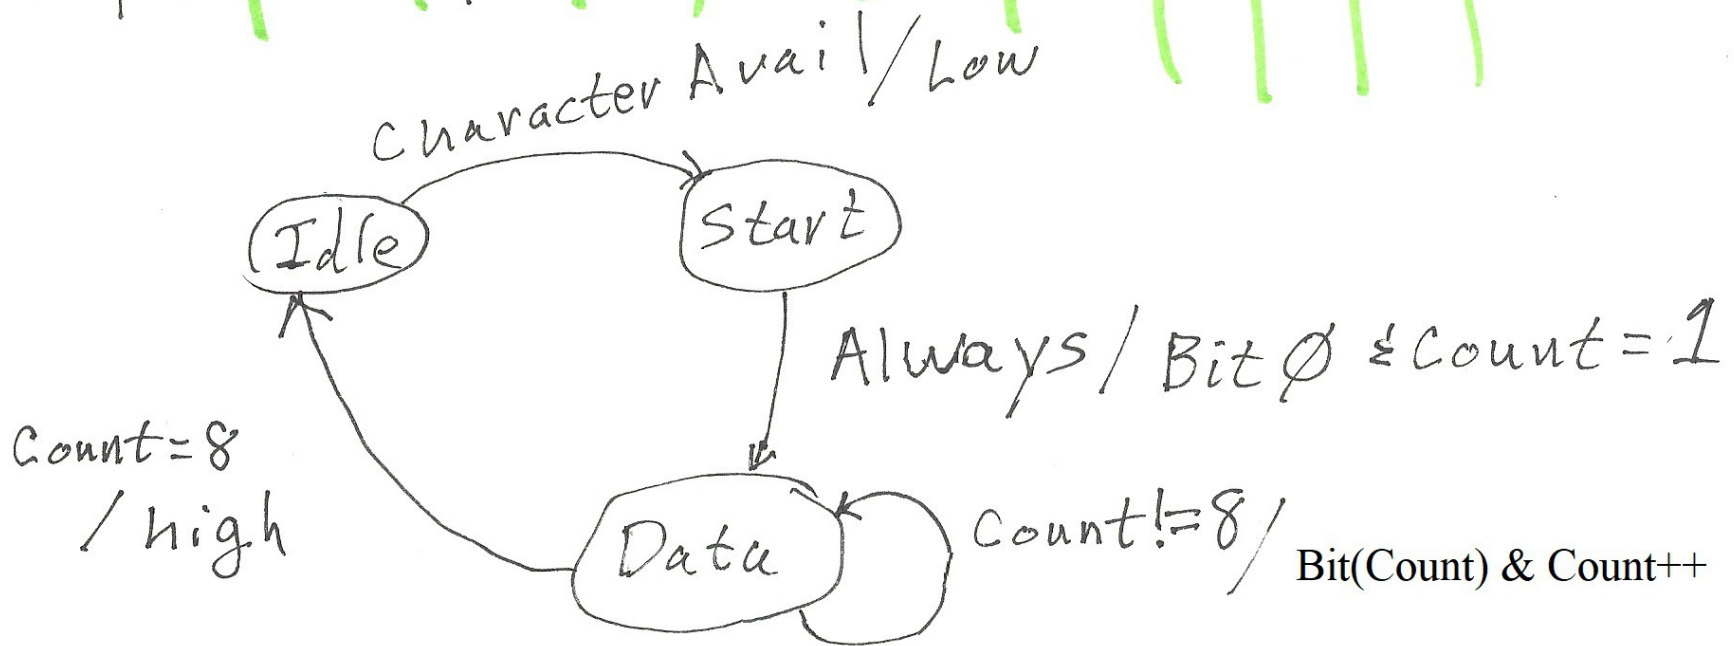 Character Avail/Low
Idle
Start
Always/Bit Ø & Count=1
Count=8
/high
Data
Count!=8/
Bit(Count) & Count++